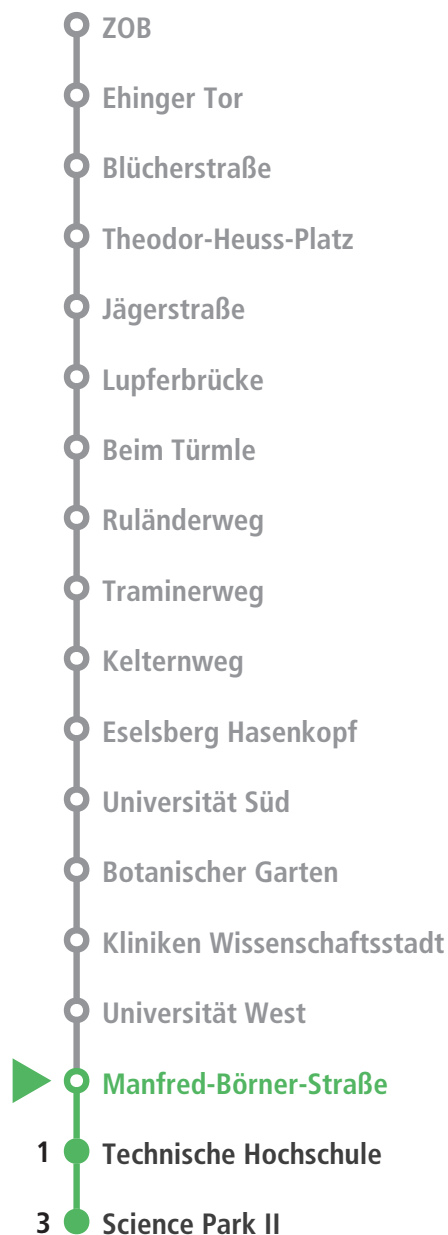 ZOB
Ehinger Tor
Blücherstraße
Theodor-Heuss-Platz
Jägerstraße
Lupferbrücke
Beim Türmle
Ruländerweg
Traminerweg
Kelternweg
Eselsberg Hasenkopf
Universität Süd
Botanischer Garten
Kliniken Wissenschaftsstadt
Universität West
Manfred-Börner-Straße
1 Technische Hochschule
3 Science Park II